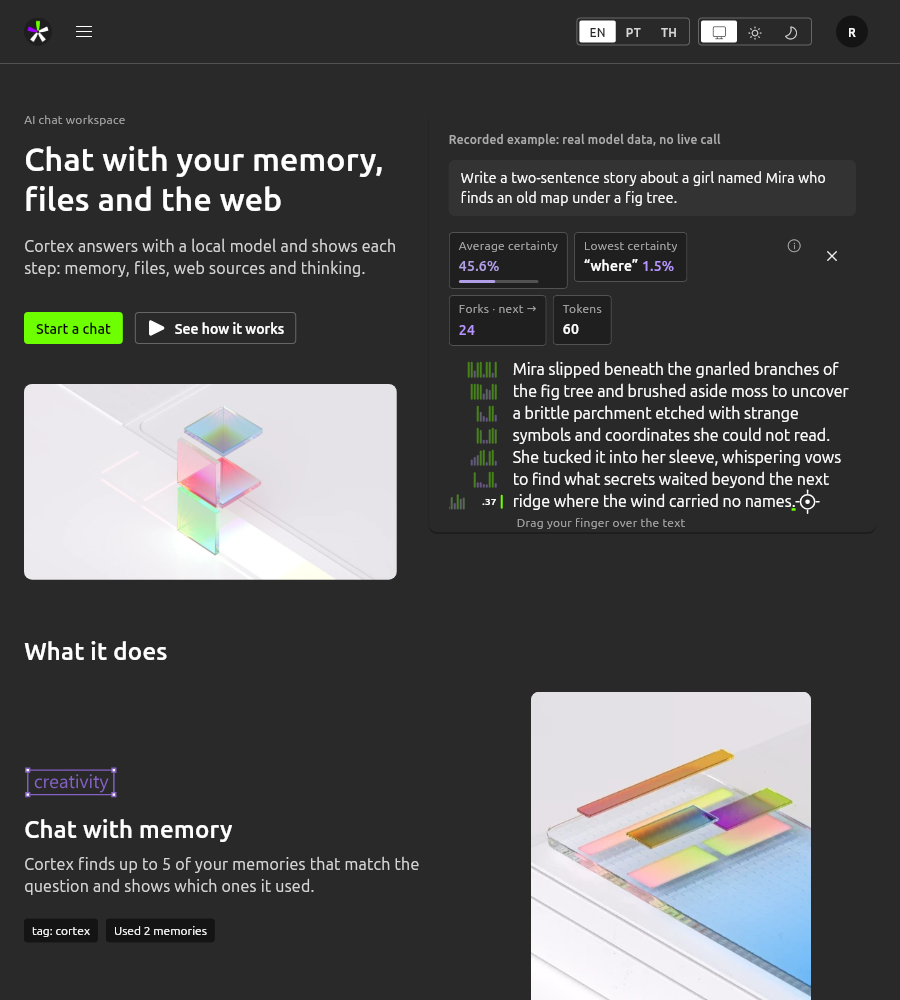 EN PT TH
R
AI chat workspace
Chat with your memory,
files and the web
Cortex answers with a local model and shows each
step: memory, files, web sources and thinking.
Start a chat
See how it works
Recorded example: real model data, no live call
Write a two-sentence story about a girl named Mira who
finds an old map under a fig tree.
Average certainty
45.6%
Lowest certainty
“where” 1.5%
Forks · next →
24
Tokens
60
Mira slipped beneath the gnarled branches of
the fig tree and brushed aside moss to uncover
a brittle parchment etched with strange
symbols and coordinates she could not read.
She tucked it into her sleeve, whispering vows
to find what secrets waited beyond the next
.37 ridge where the wind carried no names.
Drag your finger over the text
What it does
creativity
Chat with memory
Cortex finds up to 5 of your memories that match the
question and shows which ones it used.
tag: cortex
Used 2 memories